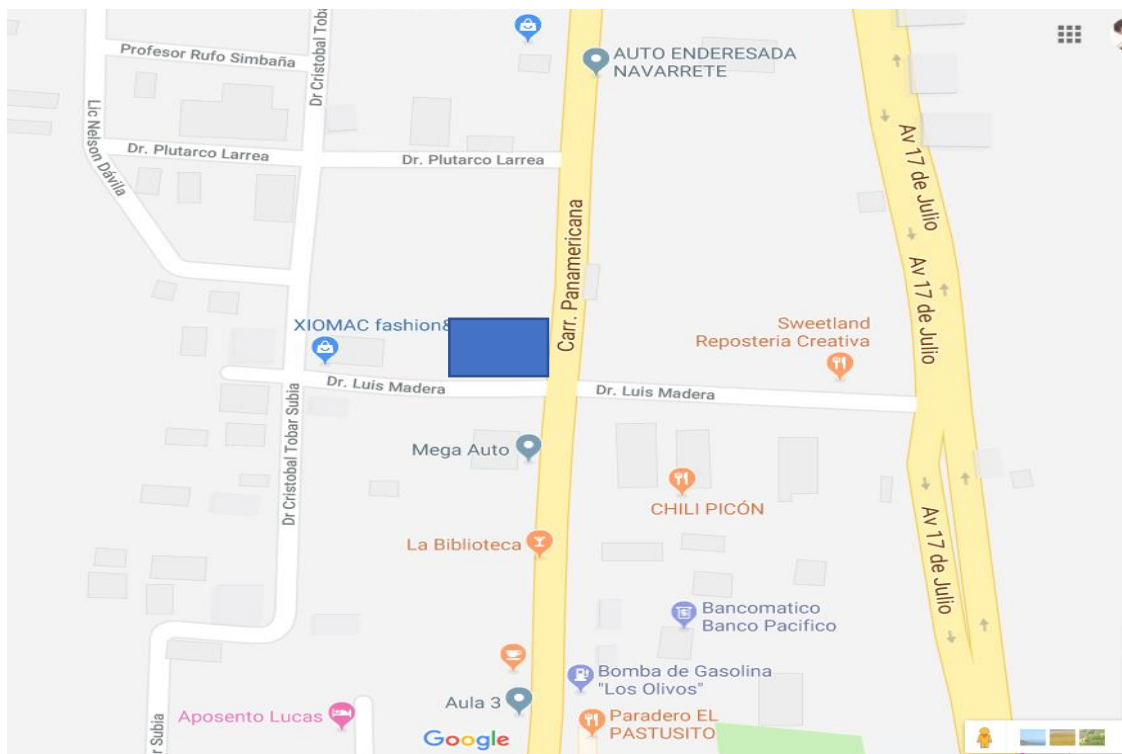 AUTO ENDERESADA
NAVARRETE
Profesor Rufo Simbaña
Dr Cristobal Toba
Lic Nelson Dávila
Dr. Plutarco Larrea
Dr. Plutarco Larrea
Av 17 de Julio
Carr. Panamericana
Av 17 de Julio
XIOMAC fashion&
Sweetland
Reposteria Creativa
Dr. Luis Madera
Dr. Luis Madera
Dr Cristobal Tobar Subia
Mega Auto
CHILI PICÓN
La Biblioteca
Av 17 de Julio
Bancomatico
Banco Pacifico
Bomba de Gasolina
"Los Olivos"
Aula 3
Aposento Lucas
Paradero EL
PASTUSITO
r Subia
Google